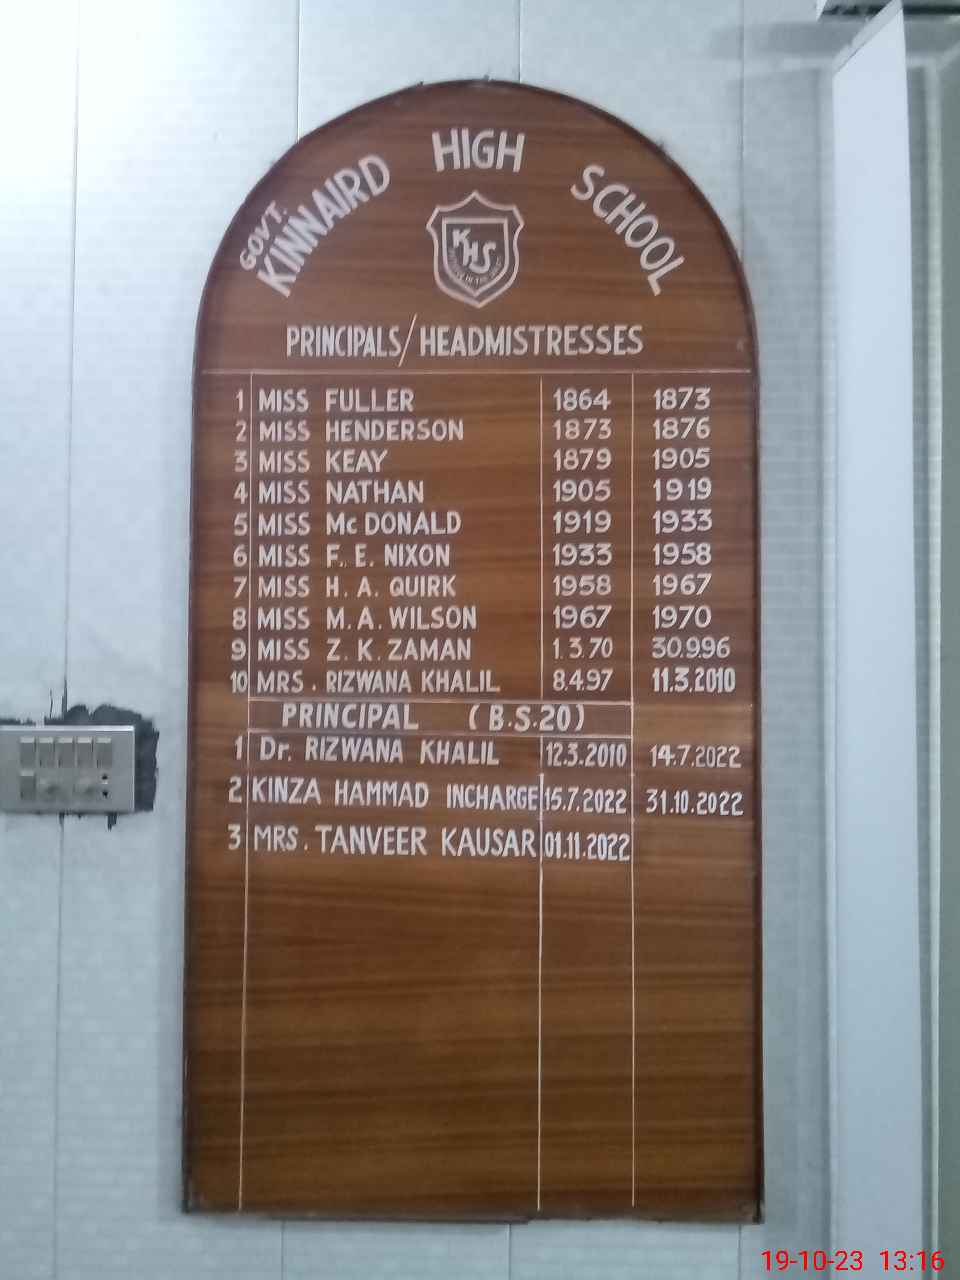 GOVT.
KINNAIRD HIGH SCHOOL
KHS
PRINCIPALS/HEADMISTRESSES
1 MISS FULLER 1864 1873
2 MISS HENDERSON 1873 1876
3 MISS KEAY 1879 1905
4 MISS NATHAN 1905 1919
5 MISS Mc DONALD 1919 1933
6 MISS F. E. NIXON 1933 1958
7 MISS H. A. QUIRK 1958 1967
8 MISS M. A. WILSON 1967 1970
9 MISS Z. K. ZAMAN 1.3.70 30.9.96
10 MRS. RIZWANA KHALIL 8.4.97 11.3.2010
PRINCIPAL (B.S.20)
1 Dr. RIZWANA KHALIL 12.3.2010 14.7.2022
2 KINZA HAMMAD INCHARGE 15.7.2022 31.10.2022
3 MRS. TANVEER KAUSAR 01.11.2022
19-10-23 13:16